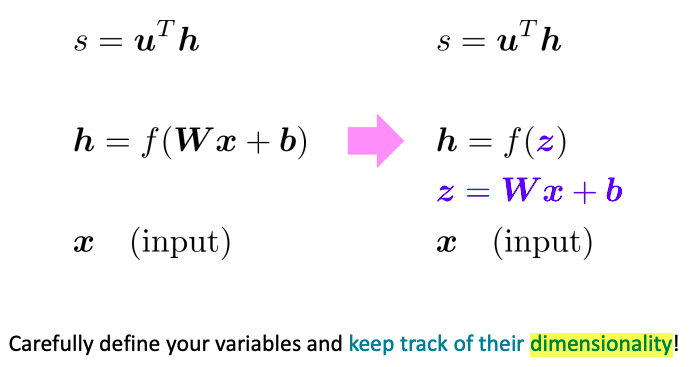 s = u^T h
h = f(Wx + b)
x (input)
s = u^T h
h = f(z)
z = Wx + b
x (input)
Carefully define your variables and keep track of their dimensionality!